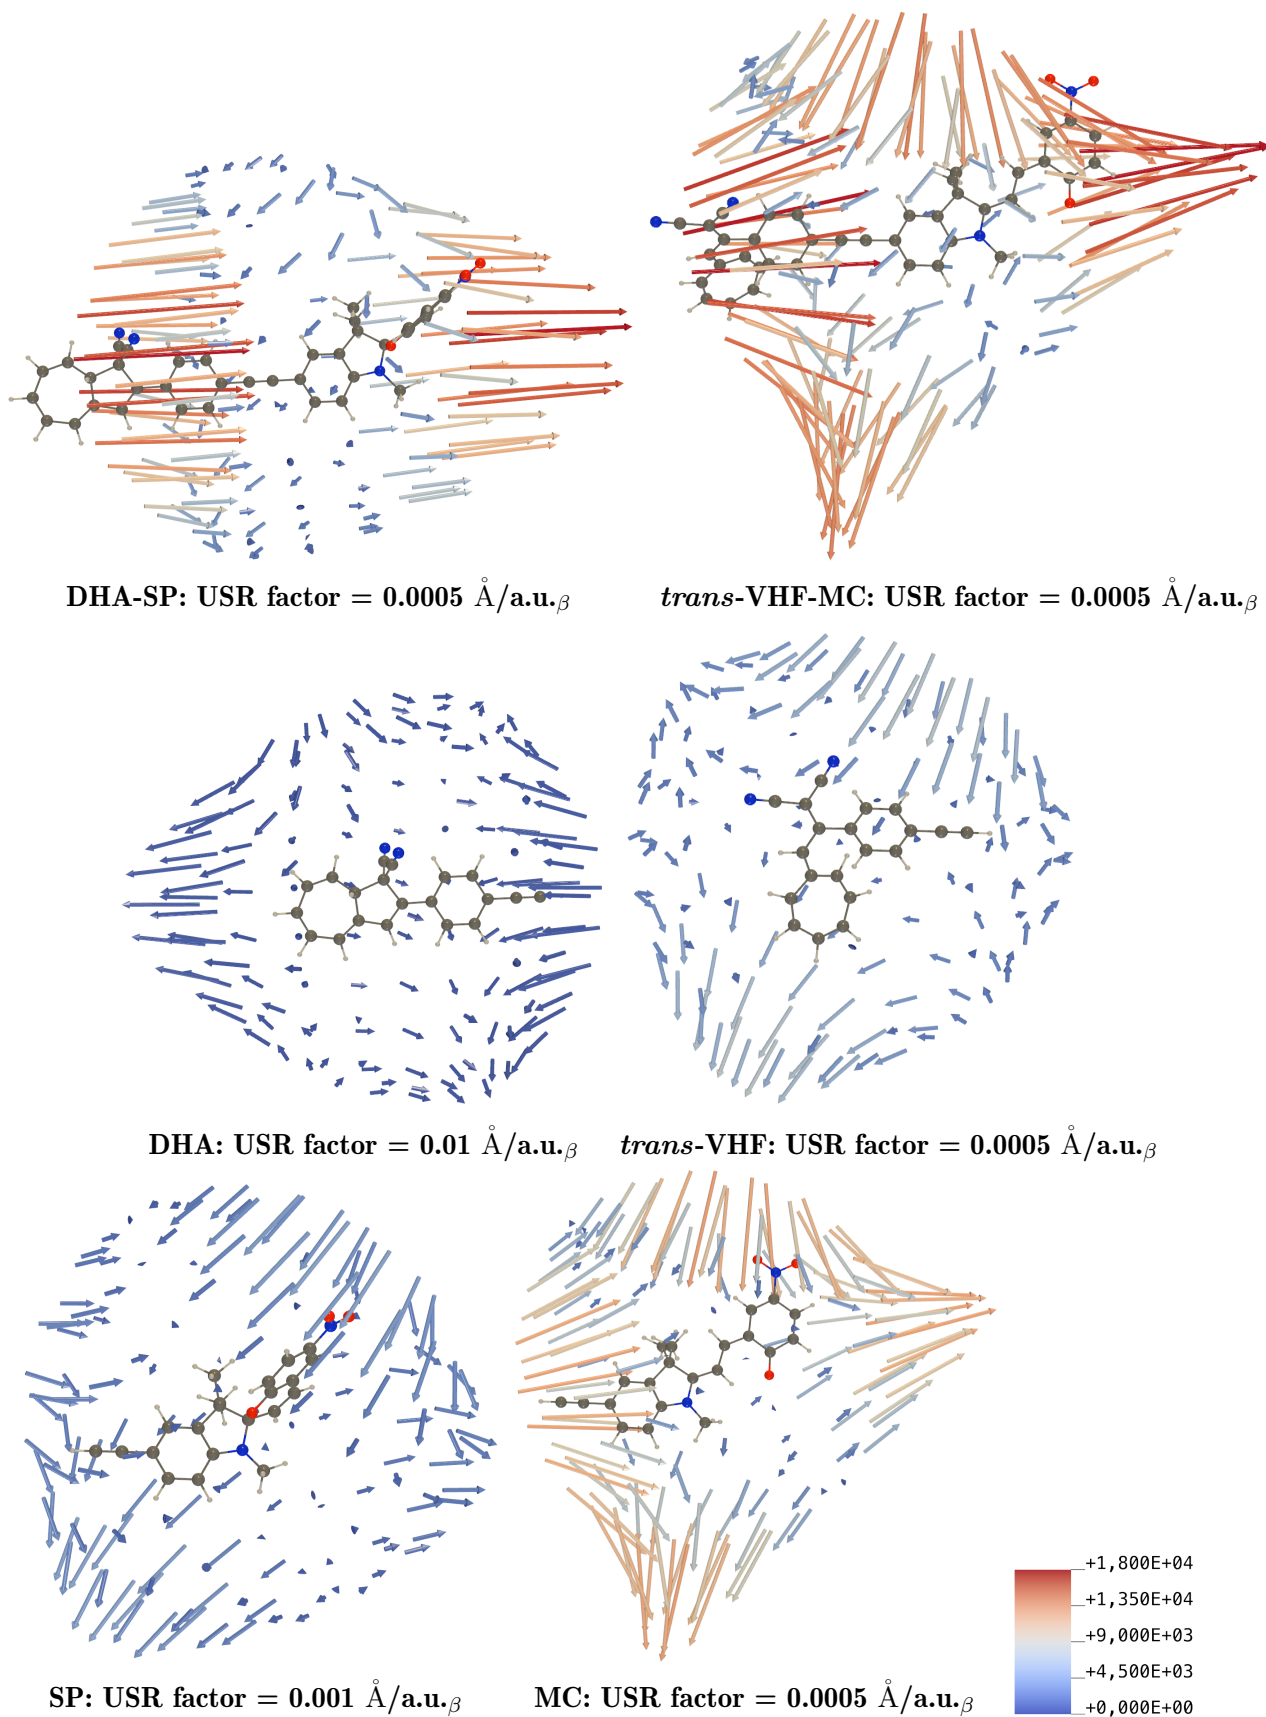 DHA-SP: USR factor = 0.0005 Å/a.u.β
trans-VHF-MC: USR factor = 0.0005 Å/a.u.β
DHA: USR factor = 0.01 Å/a.u.β
trans-VHF: USR factor = 0.0005 Å/a.u.β
+1,800E+04
+1,350E+04
+9,000E+03
+4,500E+03
+0,000E+00
SP: USR factor = 0.001 Å/a.u.β
MC: USR factor = 0.0005 Å/a.u.β